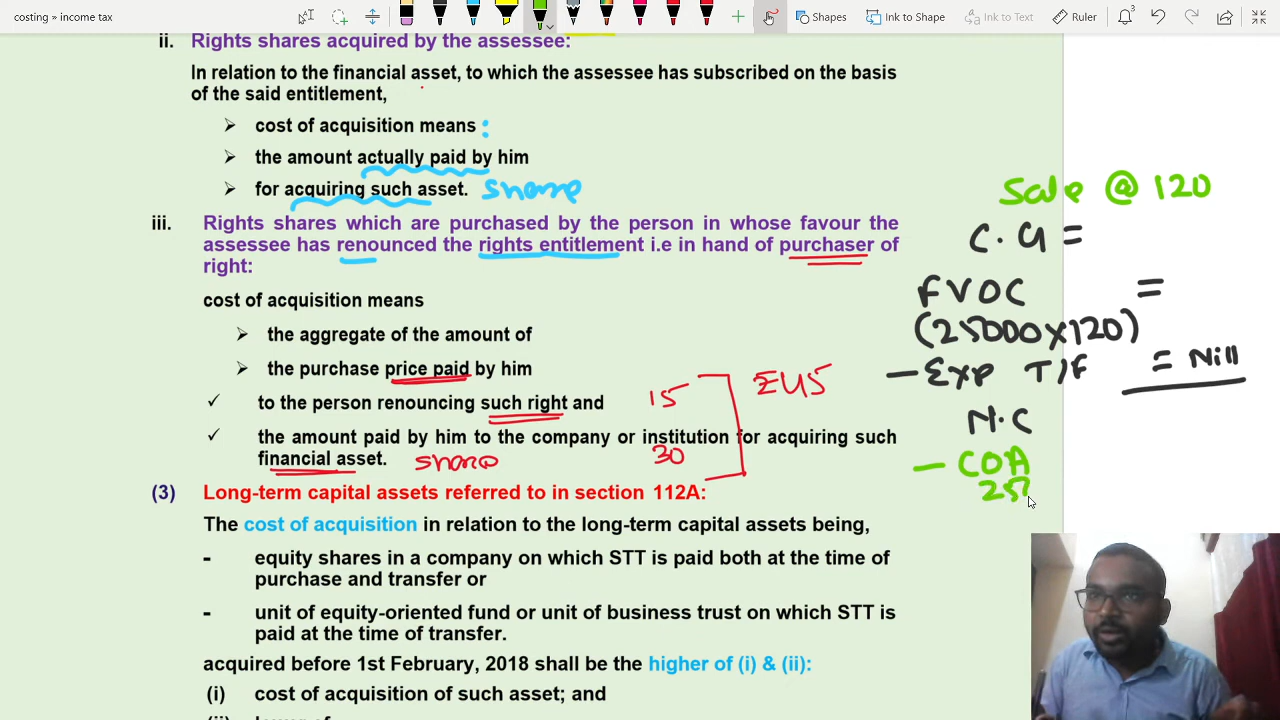 costing » income tax
Shapes
Ink to Shape
Ink to Text
Ruler
ii. Rights shares acquired by the assessee:
In relation to the financial asset, to which the assessee has subscribed on the basis
of the said entitlement,
cost of acquisition means :
the amount actually paid by him
for acquiring such asset. share
iii. Rights shares which are purchased by the person in whose favour the
assessee has renounced the rights entitlement i.e in hand of purchaser of
right:
cost of acquisition means
the aggregate of the amount of
the purchase price paid by him
to the person renouncing such right and 15
the amount paid by him to the company or institution for acquiring such
financial asset. share 30
Σ45
(3) Long-term capital assets referred to in section 112A:
The cost of acquisition in relation to the long-term capital assets being,
- equity shares in a company on which STT is paid both at the time of
purchase and transfer or
- unit of equity-oriented fund or unit of business trust on which STT is
paid at the time of transfer.
acquired before 1st February, 2018 shall be the higher of (i) & (ii):
(i) cost of acquisition of such asset; and
Sale @ 120
C.G =
FVOC =
(25000x120)
- Exp T/F = Nill
N.C
- COA